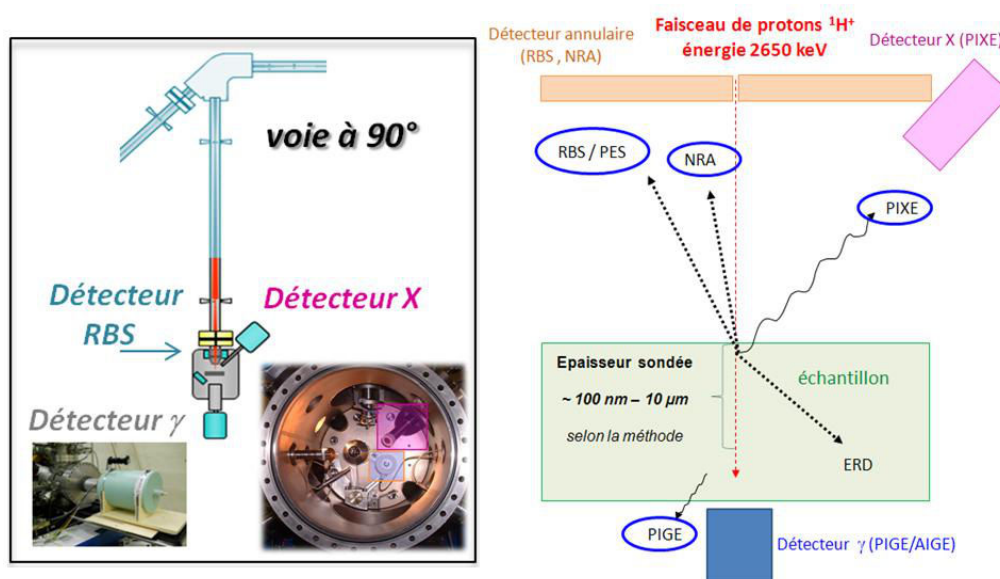 voie à 90°
Détecteur
RBS
Détecteur X
Détecteur γ
Détecteur annulaire
(RBS , NRA)
Faisceau de protons ¹H⁺
énergie 2650 keV
Détecteur X (PIXE)
RBS / PES
NRA
PIXE
Epaisseur sondée
~ 100 nm – 10 µm
selon la méthode
échantillon
ERD
PIGE
Détecteur γ (PIGE/AIGE)